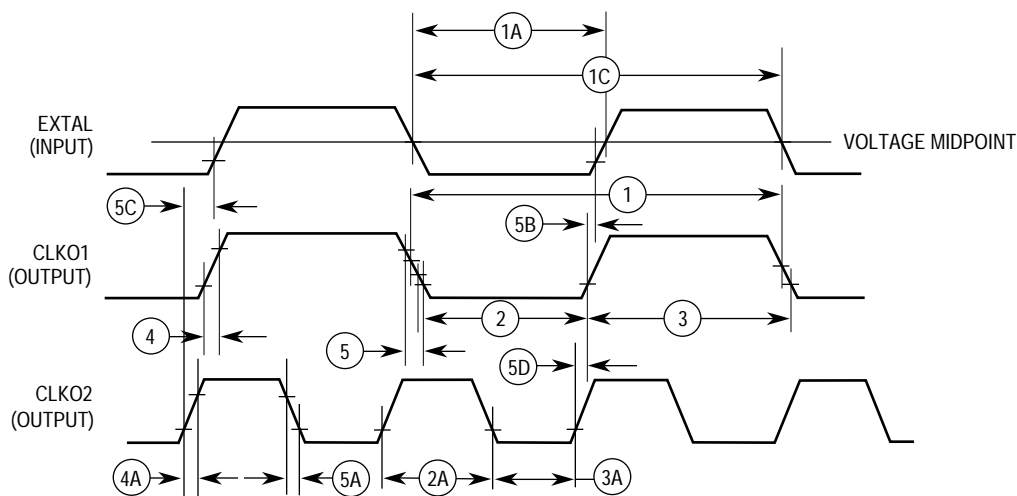 1A
1C
EXTAL
(INPUT)
VOLTAGE MIDPOINT
5C
1
5B
CLKO1
(OUTPUT)
4
5
2
3
5D
CLKO2
(OUTPUT)
4A
5A
2A
3A